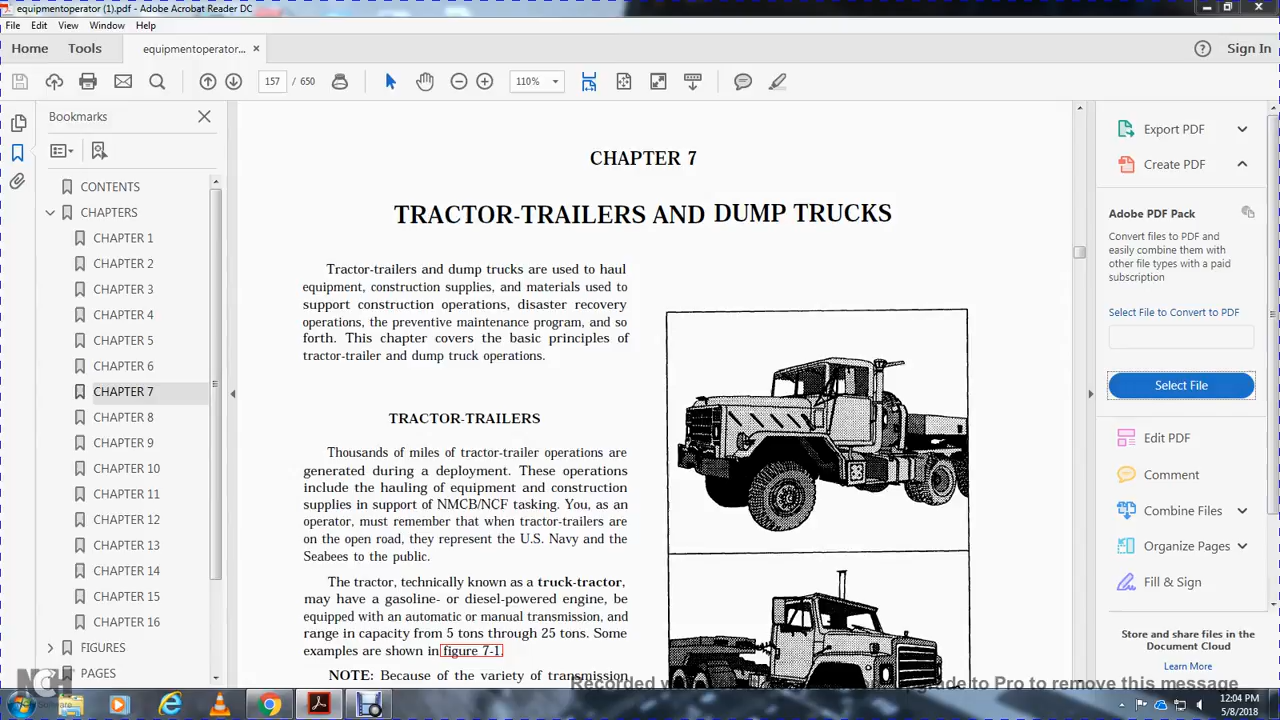 equipmentoperator (1).pdf - Adobe Acrobat Reader DC
File Edit View Window Help
Home Tools equipmentoperator... × Sign In
157 / 650 110%
Bookmarks
CONTENTS
CHAPTERS
CHAPTER 1
CHAPTER 2
CHAPTER 3
CHAPTER 4
CHAPTER 5
CHAPTER 6
CHAPTER 7
CHAPTER 8
CHAPTER 9
CHAPTER 10
CHAPTER 11
CHAPTER 12
CHAPTER 13
CHAPTER 14
CHAPTER 15
CHAPTER 16
FIGURES
PAGES
CHAPTER 7
TRACTOR-TRAILERS AND DUMP TRUCKS
Tractor-trailers and dump trucks are used to haul
equipment, construction supplies, and materials used to
support construction operations, disaster recovery
operations, the preventive maintenance program, and so
forth. This chapter covers the basic principles of
tractor-trailer and dump truck operations.
TRACTOR-TRAILERS
Thousands of miles of tractor-trailer operations are
generated during a deployment. These operations
include the hauling of equipment and construction
supplies in support of NMCB/NCF tasking. You, as an
operator, must remember that when tractor-trailers are
on the open road, they represent the U.S. Navy and the
Seabees to the public.
The tractor, technically known as a truck-tractor,
may have a gasoline- or diesel-powered engine, be
equipped with an automatic or manual transmission, and
range in capacity from 5 tons through 25 tons. Some
examples are shown in figure 7-1.
NOTE: Because of the variety of transmission
Export PDF
Create PDF
Adobe PDF Pack
Convert files to PDF and
easily combine them with
other file types with a paid
subscription
Select File to Convert to PDF
Select File
Edit PDF
Comment
Combine Files
Organize Pages
Fill & Sign
Store and share files in the
Document Cloud
Learn More
Recorded to Pro to remove this message
NCH
12:04 PM
5/8/2018